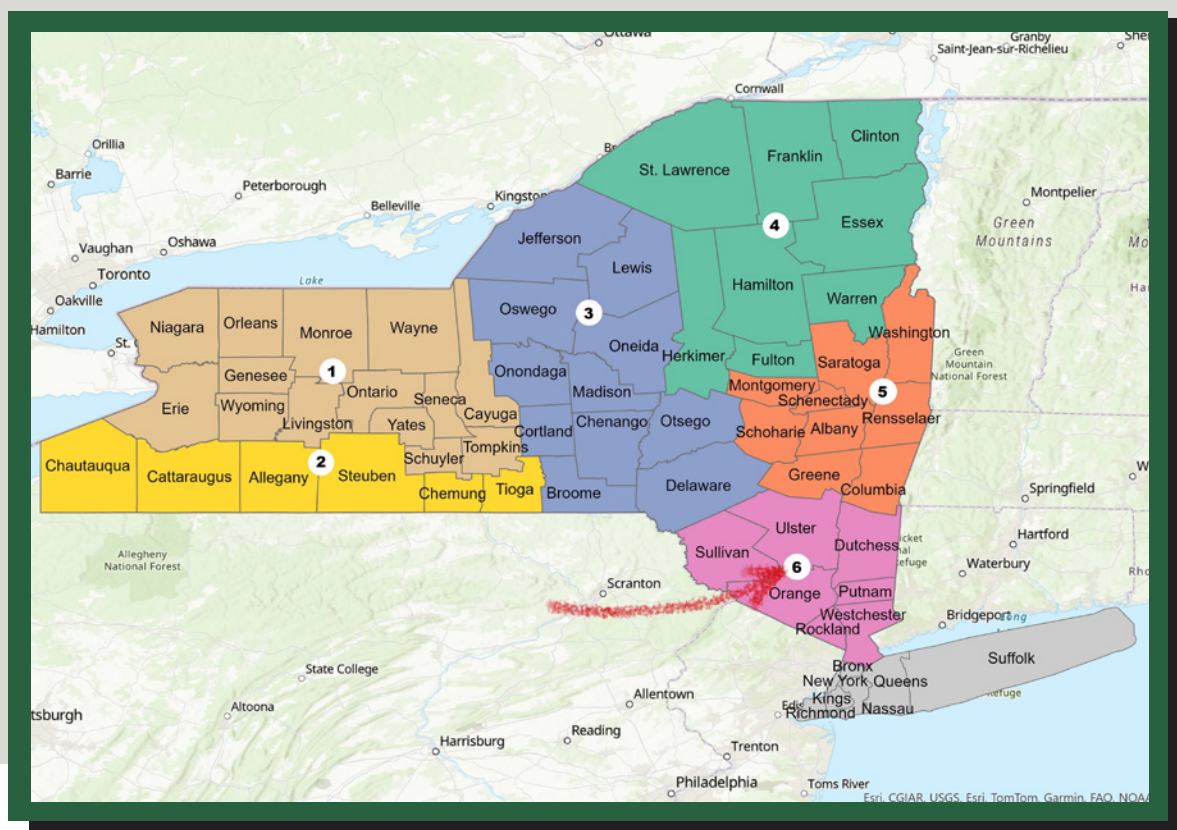 Ottawa
Granby
Saint-Jean-sur-Richelieu
Cornwall
Orillia
Barrie
Peterborough
Kingston
Belleville
Vaughan
Oshawa
Toronto
Lake
Oakville
Hamilton
St.
Montpelier
Green
Mountains
Clinton
Franklin
St. Lawrence
Essex
4
Jefferson
Lewis
Hamilton
Warren
Oswego
3
Oneida
Herkimer
Fulton
Washington
Saratoga
Green
Mountain
National Forest
Niagara
Orleans
Monroe
Wayne
1
Genesee
Ontario
Seneca
Cayuga
Erie
Wyoming
Livingston
Yates
Onondaga
Madison
Montgomery
Schenectady
5
Rensselaer
Cortland
Chenango
Otsego
Schoharie
Albany
Tompkins
Schuyler
Chautauqua
Cattaraugus
Allegany
2
Steuben
Chemung
Tioga
Broome
Delaware
Greene
Columbia
Springfield
Hartford
Waterbury
Bridgeport
Long
Ulster
Sullivan
Dutchess
6
Orange
Putnam
Westchester
Rockland
Allegheny
National Forest
Scranton
State College
Altoona
Allentown
Harrisburg
Reading
Trenton
Philadelphia
Toms River
Bronx
New York
Queens
Kings
Richmond
Nassau
Suffolk
Esri, CGIAR, USGS, Esri, TomTom, Garmin, FAO, NOAA